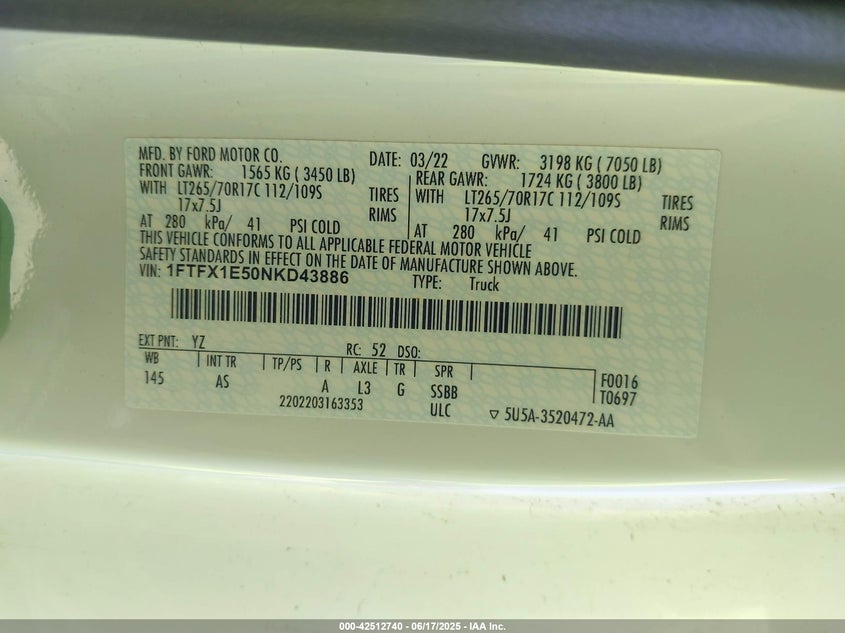 MFD. BY FORD MOTOR CO. DATE: 03/22 GVWR: 3198 KG ( 7050 LB)
FRONT GAWR: 1565 KG ( 3450 LB) REAR GAWR: 1724 KG ( 3800 LB)
WITH LT265/70R17C 112/109S TIRES WITH LT265/70R17C 112/109S TIRES
17x7.5J RIMS 17x7.5J RIMS
AT 280 kPa/ 41 PSI COLD AT 280 kPa/ 41 PSI COLD
THIS VEHICLE CONFORMS TO ALL APPLICABLE FEDERAL MOTOR VEHICLE
SAFETY STANDARDS IN EFFECT ON THE DATE OF MANUFACTURE SHOWN ABOVE.
VIN: 1FTFX1E50NKD43886 TYPE: Truck
EXT PNT: YZ RC: 52 DSO:
WB INT TR TP/PS R AXLE TR SPR
145 AS A L3 G SSBB F0016
2202203163353 ULC T0697
▽ 5U5A-3520472-AA
000-42512740 - 06/17/2025 - IAA Inc.